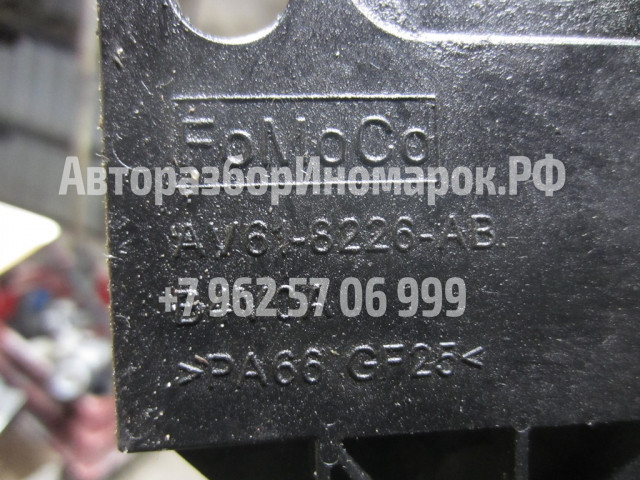 FoMoCo
АвторазборИномарок.РФ
AV61-8226-AB
+7 962 57 06 999
>PA66 GF25<